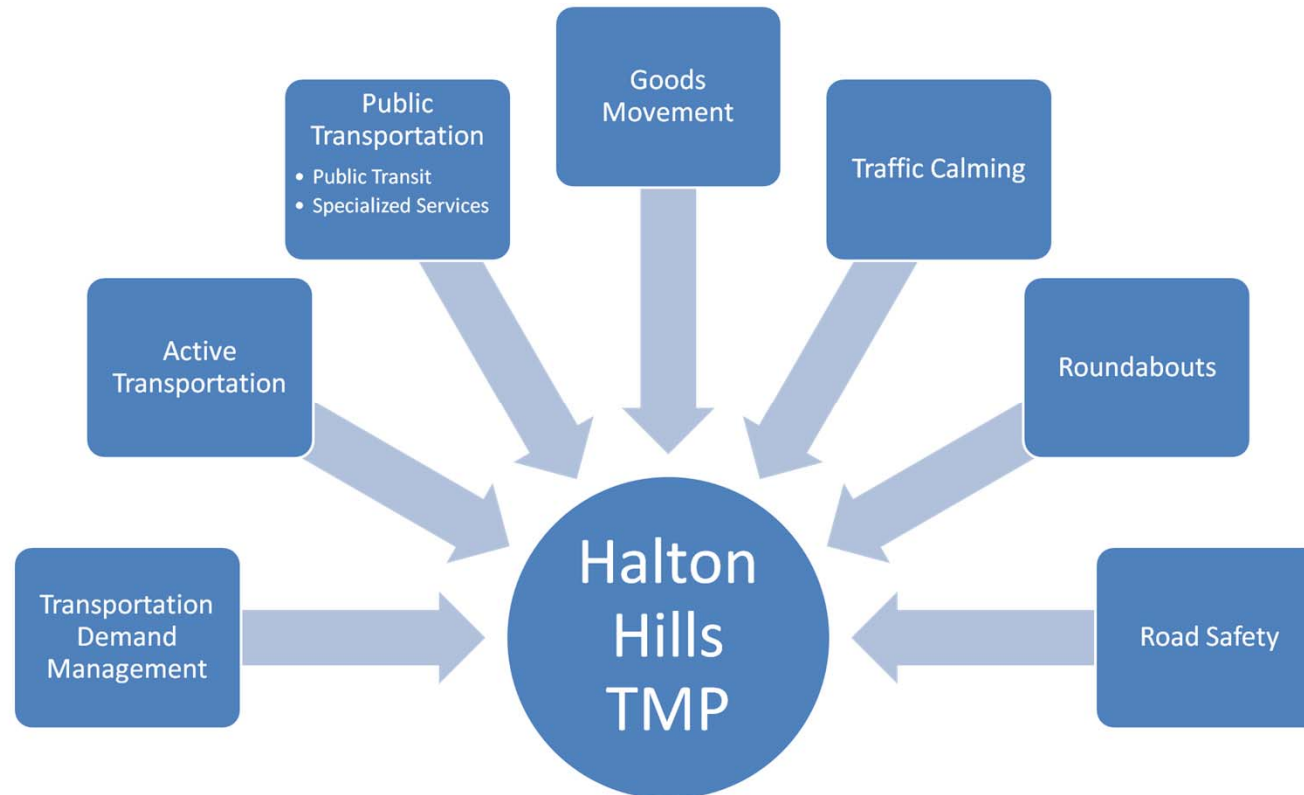 Transportation
Demand
Management
Active
Transportation
Public
Transportation
• Public Transit
• Specialized Services
Goods
Movement
Traffic Calming
Roundabouts
Road Safety
Halton
Hills
TMP